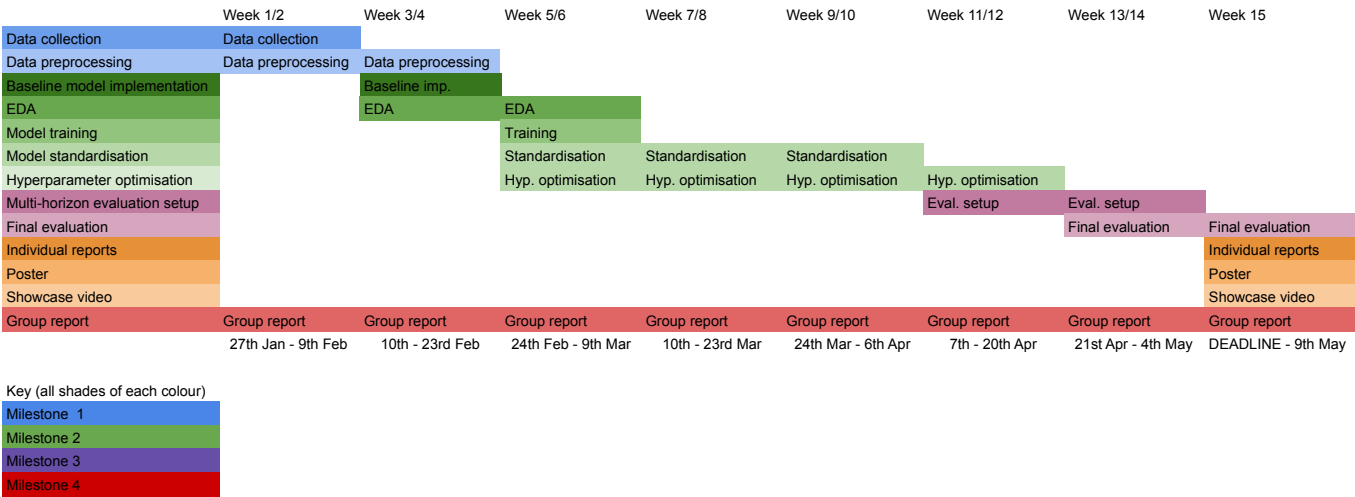 Week 1/2 Week 3/4 Week 5/6 Week 7/8 Week 9/10 Week 11/12 Week 13/14 Week 15
Data collection Data collection
Data preprocessing Data preprocessing Data preprocessing
Baseline model implementation Baseline imp.
EDA EDA EDA
Model training Training
Model standardisation Standardisation Standardisation Standardisation
Hyperparameter optimisation Hyp. optimisation Hyp. optimisation Hyp. optimisation Hyp. optimisation
Multi-horizon evaluation setup Eval. setup Eval. setup
Final evaluation Final evaluation Final evaluation
Individual reports Individual reports
Poster Poster
Showcase video Showcase video
Group report Group report Group report Group report Group report Group report Group report Group report Group report
27th Jan - 9th Feb 10th - 23rd Feb 24th Feb - 9th Mar 10th - 23rd Mar 24th Mar - 6th Apr 7th - 20th Apr 21st Apr - 4th May DEADLINE - 9th May
Key (all shades of each colour)
Milestone 1
Milestone 2
Milestone 3
Milestone 4